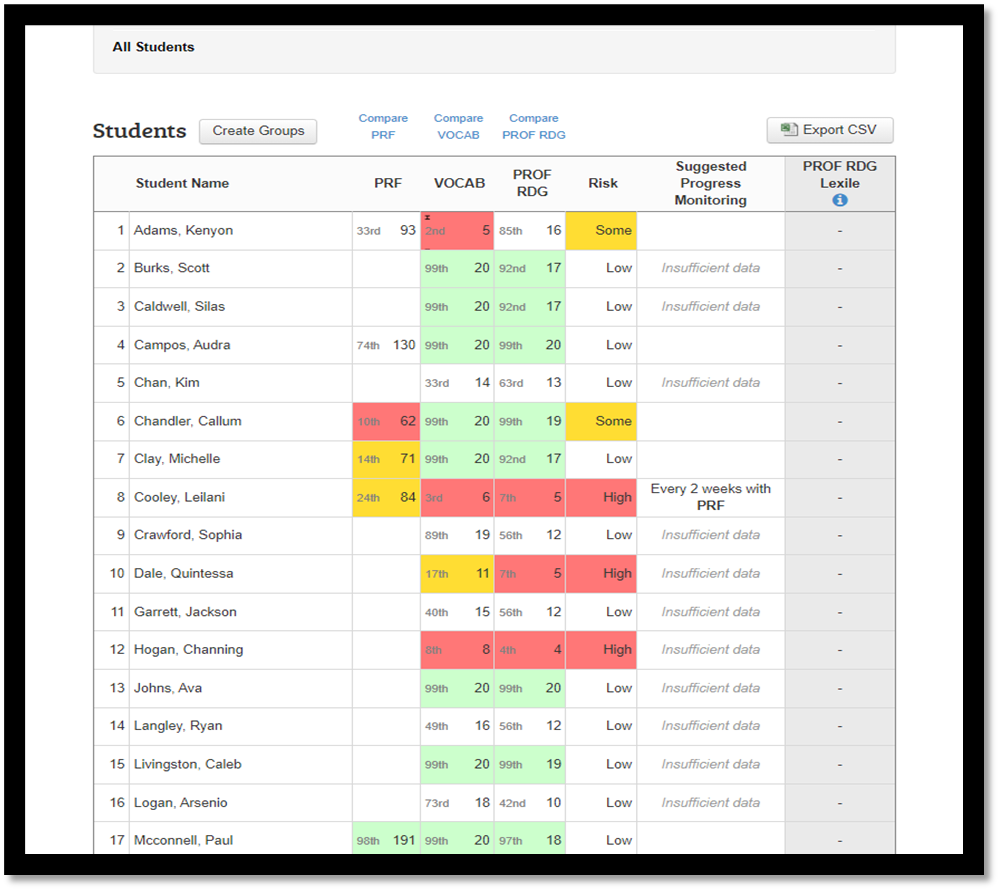 All Students
Students Create Groups Compare PRF Compare VOCAB Compare PROF RDG Export CSV
Student Name PRF VOCAB PROF RDG Risk Suggested Progress Monitoring PROF RDG Lexile i
1 Adams, Kenyon 33rd 93 2nd 5 85th 16 Some -
2 Burks, Scott 99th 20 92nd 17 Low Insufficient data -
3 Caldwell, Silas 99th 20 92nd 17 Low Insufficient data -
4 Campos, Audra 74th 130 99th 20 99th 20 Low -
5 Chan, Kim 33rd 14 63rd 13 Low Insufficient data -
6 Chandler, Callum 10th 62 99th 20 99th 19 Some -
7 Clay, Michelle 14th 71 99th 20 92nd 17 Low -
8 Cooley, Leilani 24th 84 3rd 6 7th 5 High Every 2 weeks with PRF -
9 Crawford, Sophia 89th 19 56th 12 Low Insufficient data -
10 Dale, Quintessa 17th 11 7th 5 High Insufficient data -
11 Garrett, Jackson 40th 15 56th 12 Low Insufficient data -
12 Hogan, Channing 8th 8 4th 4 High Insufficient data -
13 Johns, Ava 99th 20 99th 20 Low Insufficient data -
14 Langley, Ryan 49th 16 56th 12 Low Insufficient data -
15 Livingston, Caleb 99th 20 99th 19 Low Insufficient data -
16 Logan, Arsenio 73rd 18 42nd 10 Low Insufficient data -
17 Mcconnell, Paul 98th 191 99th 20 97th 18 Low -